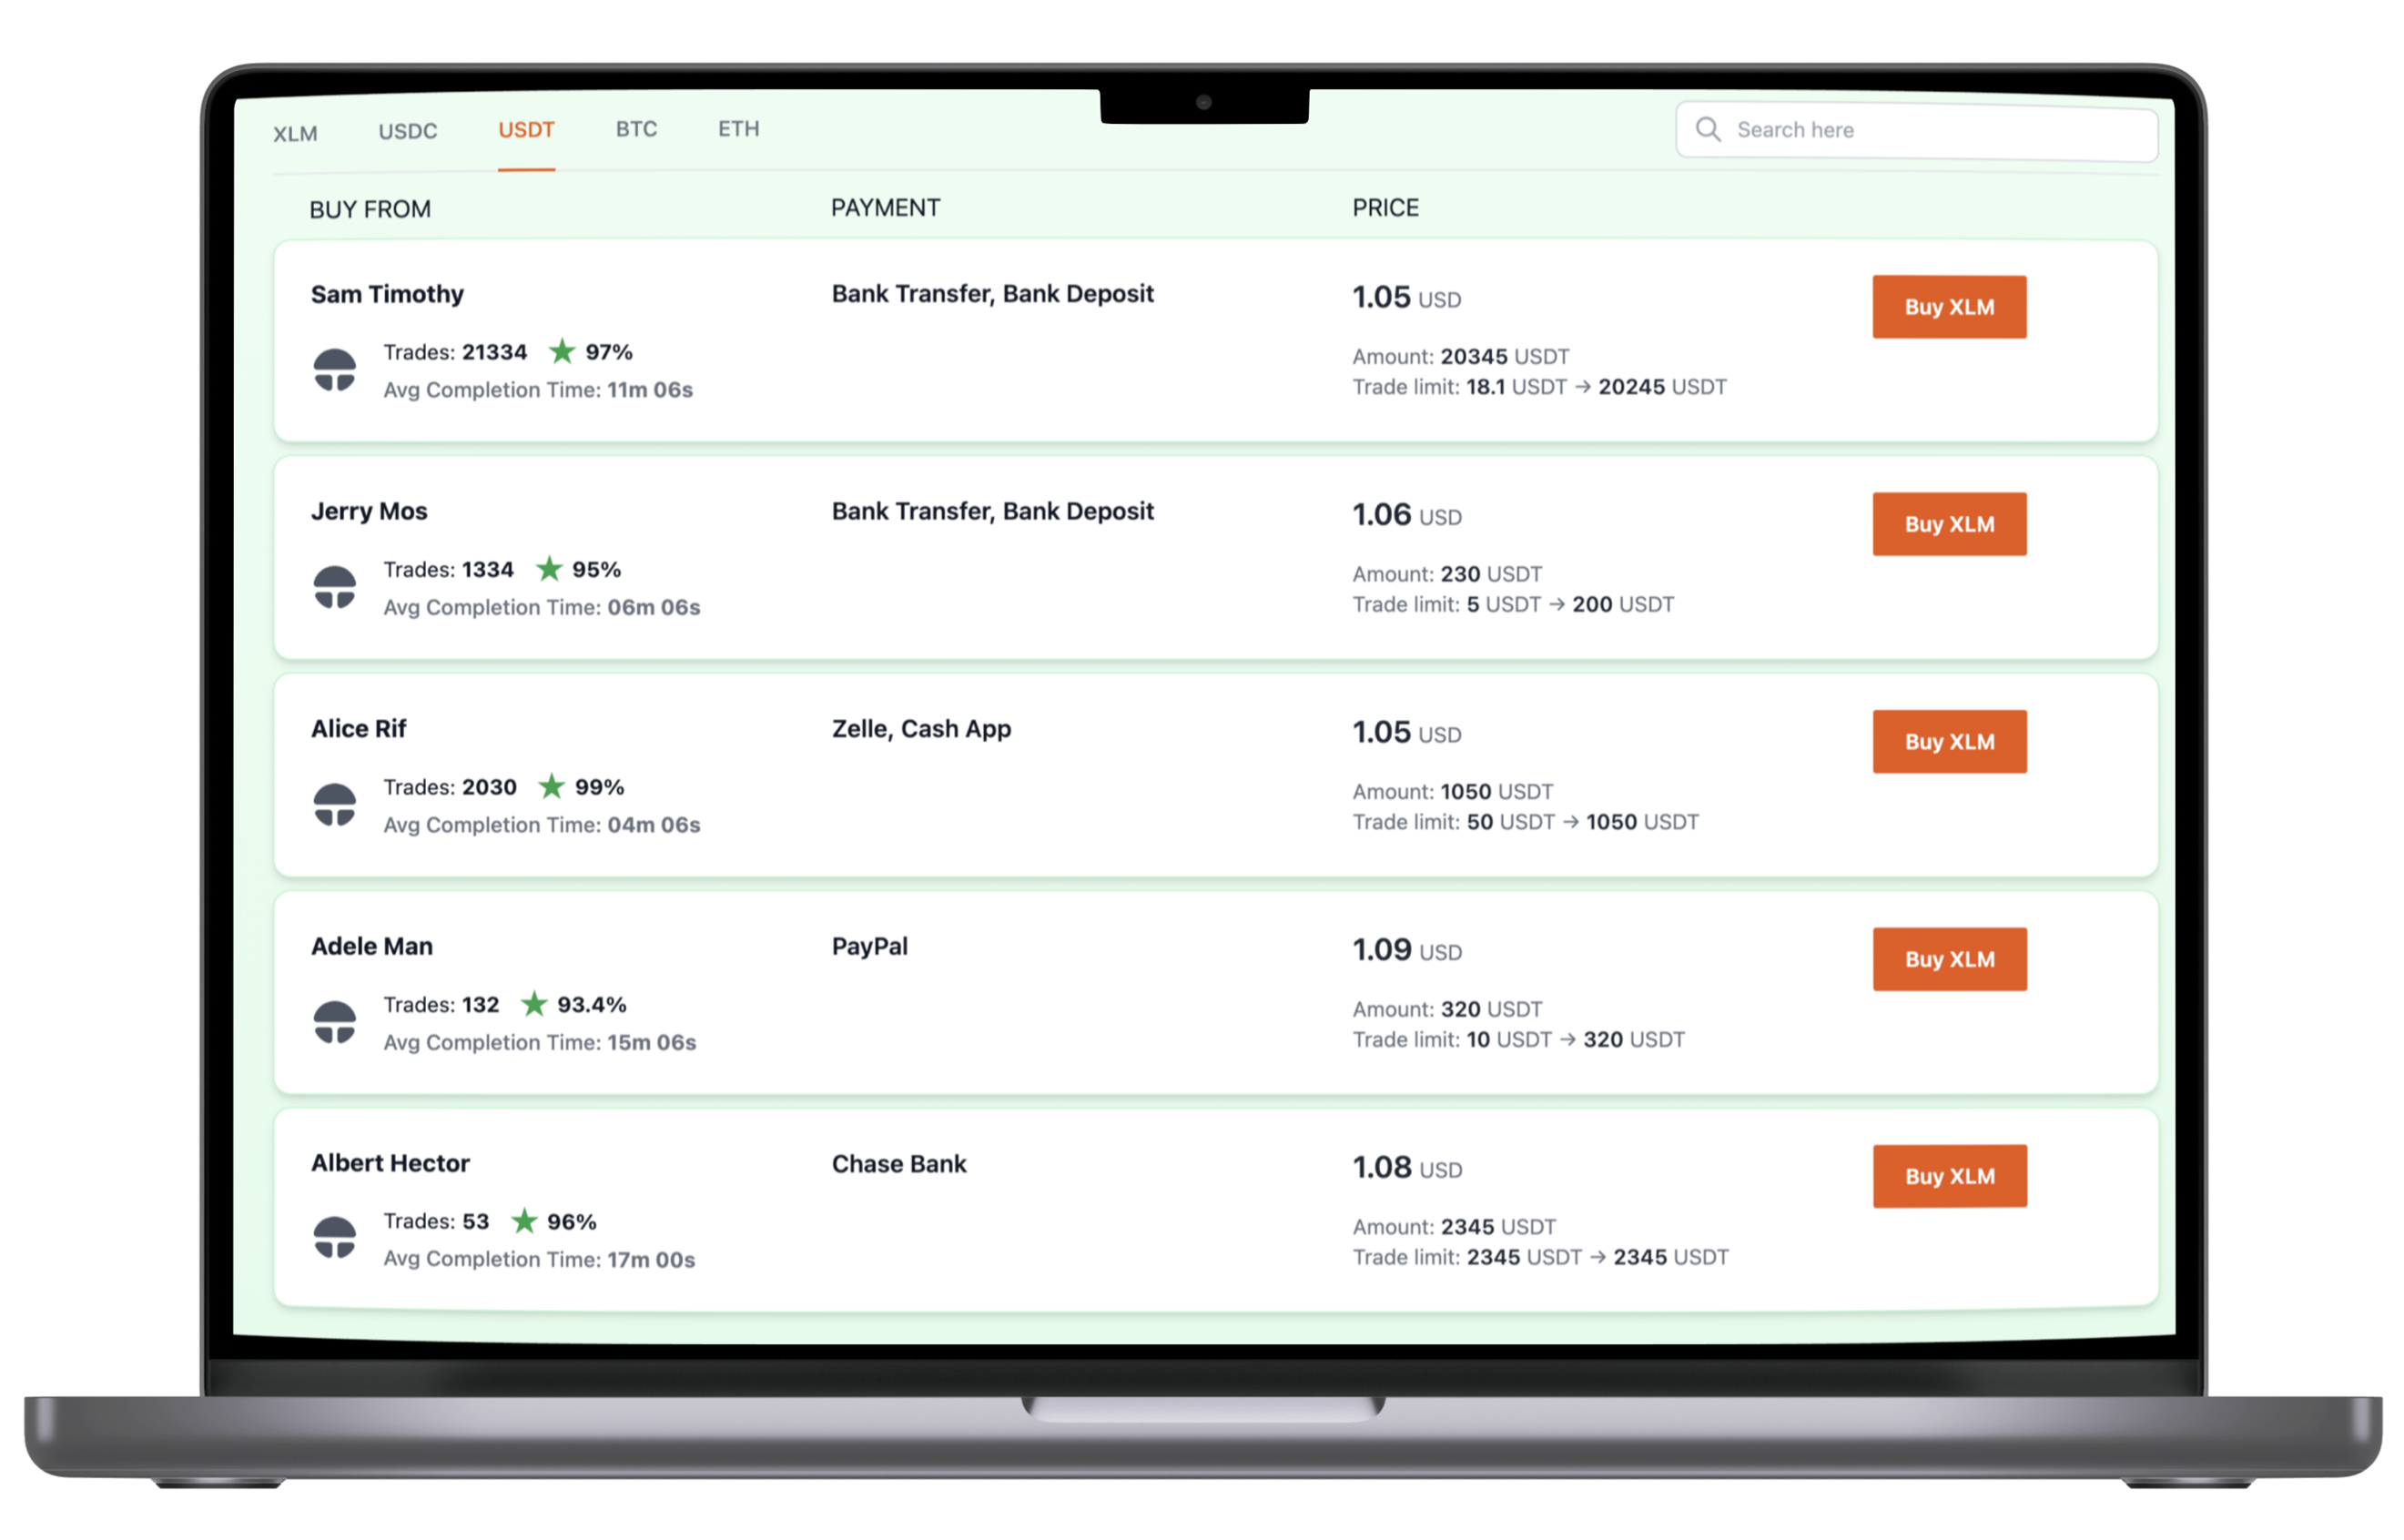 XLM USDC USDT BTC ETH Search here
BUY FROM PAYMENT PRICE
Sam Timothy Bank Transfer, Bank Deposit 1.05 USD Buy XLM
Trades: 21334 97% Amount: 20345 USDT
Avg Completion Time: 11m 06s Trade limit: 18.1 USDT → 20245 USDT
Jerry Mos Bank Transfer, Bank Deposit 1.06 USD Buy XLM
Trades: 1334 95% Amount: 230 USDT
Avg Completion Time: 06m 06s Trade limit: 5 USDT → 200 USDT
Alice Rif Zelle, Cash App 1.05 USD Buy XLM
Trades: 2030 99% Amount: 1050 USDT
Avg Completion Time: 04m 06s Trade limit: 50 USDT → 1050 USDT
Adele Man PayPal 1.09 USD Buy XLM
Trades: 132 93.4% Amount: 320 USDT
Avg Completion Time: 15m 06s Trade limit: 10 USDT → 320 USDT
Albert Hector Chase Bank 1.08 USD Buy XLM
Trades: 53 96% Amount: 2345 USDT
Avg Completion Time: 17m 00s Trade limit: 2345 USDT → 2345 USDT